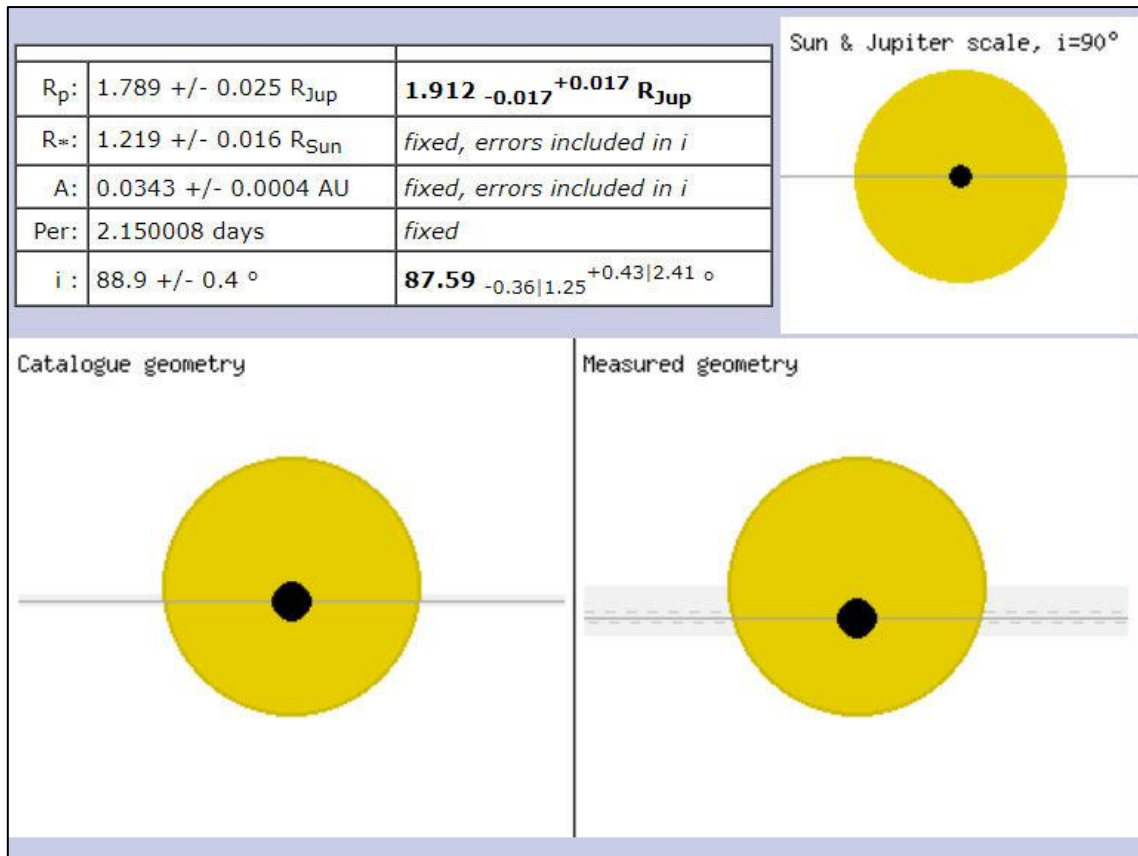 Sun & Jupiter scale, i=90°
Rp: 1.789 +/- 0.025 RJup 1.912 -0.017+0.017 RJup
R*: 1.219 +/- 0.016 RSun fixed, errors included in i
A: 0.0343 +/- 0.0004 AU fixed, errors included in i
Per: 2.150008 days fixed
i : 88.9 +/- 0.4 ° 87.59 -0.36|1.25+0.43|2.41 °
Catalogue geometry
Measured geometry